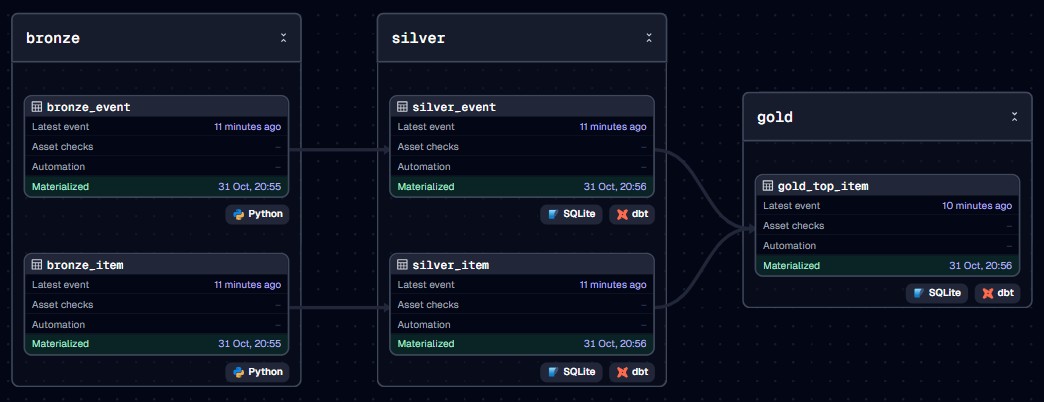 bronze
bronze_event
Latest event 11 minutes ago
Asset checks –
Automation –
Materialized 31 Oct, 20:55
Python
bronze_item
Latest event 11 minutes ago
Asset checks –
Automation –
Materialized 31 Oct, 20:55
Python
silver
silver_event
Latest event 11 minutes ago
Asset checks –
Automation –
Materialized 31 Oct, 20:56
SQLite dbt
silver_item
Latest event 11 minutes ago
Asset checks –
Automation –
Materialized 31 Oct, 20:56
SQLite dbt
gold
gold_top_item
Latest event 10 minutes ago
Asset checks –
Automation –
Materialized 31 Oct, 20:56
SQLite dbt